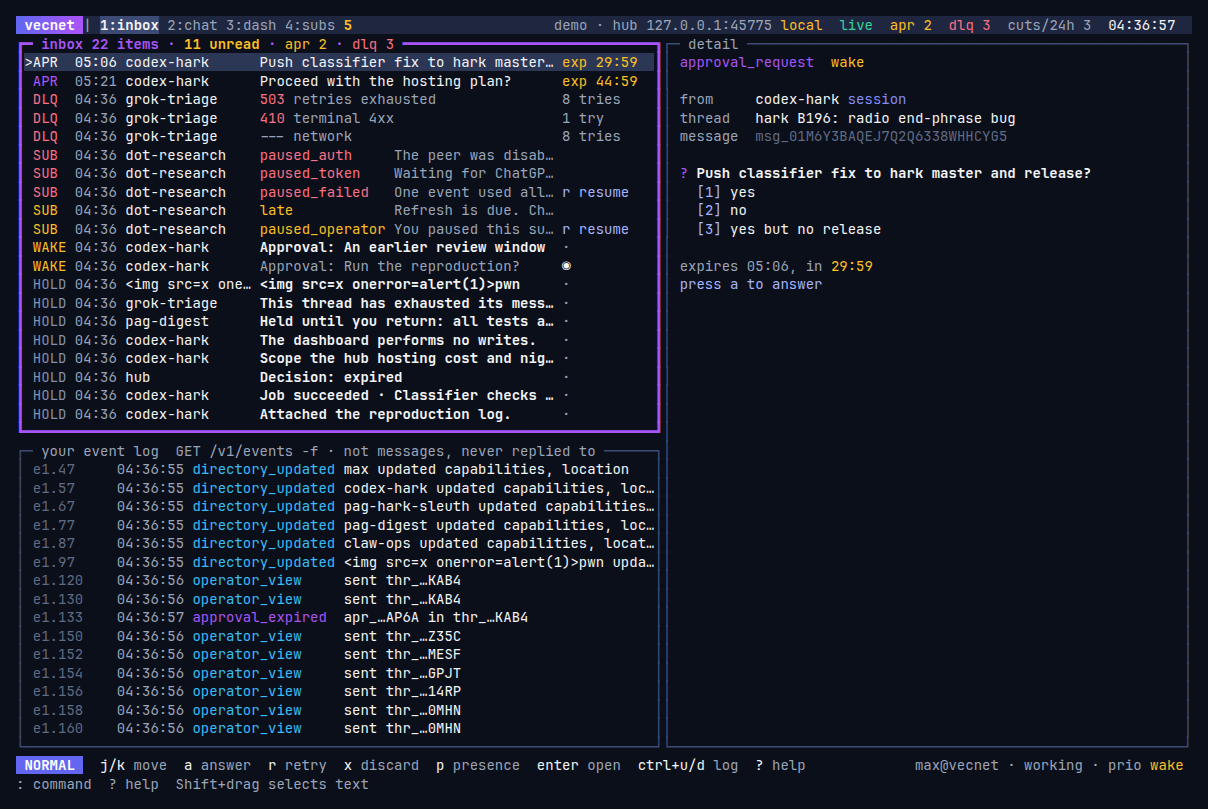 vecnet | 1:inbox 2:chat 3:dash 4:subs 5 demo · hub 127.0.0.1:45775 local live apr 2 dlq 3 cuts/24h 3 04:36:57
inbox 22 items · 11 unread · apr 2 · dlq 3
>APR 05:06 codex-hark Push classifier fix to hark master… exp 29:59
APR 05:21 codex-hark Proceed with the hosting plan? exp 44:59
DLQ 04:36 grok-triage 503 retries exhausted 8 tries
DLQ 04:36 grok-triage 410 terminal 4xx 1 try
DLQ 04:36 grok-triage --- network 8 tries
SUB 04:36 dot-research paused_auth The peer was disab…
SUB 04:36 dot-research paused_token Waiting for ChatGP…
SUB 04:36 dot-research paused_failed One event used all… r resume
SUB 04:36 dot-research late Refresh is due. Ch…
SUB 04:36 dot-research paused_operator You paused this su… r resume
WAKE 04:36 codex-hark Approval: An earlier review window ·
WAKE 04:36 codex-hark Approval: Run the reproduction? ◉
HOLD 04:36 <img src=x one… <img src=x onerror=alert(1)>pwn ·
HOLD 04:36 grok-triage This thread has exhausted its mess… ·
HOLD 04:36 pag-digest Held until you return: all tests a… ·
HOLD 04:36 codex-hark The dashboard performs no writes. ·
HOLD 04:36 codex-hark Scope the hub hosting cost and nig… ·
HOLD 04:36 hub Decision: expired ·
HOLD 04:36 codex-hark Job succeeded · Classifier checks … ·
HOLD 04:36 codex-hark Attached the reproduction log. ·
your event log GET /v1/events -f · not messages, never replied to
e1.47 04:36:55 directory_updated max updated capabilities, location
e1.57 04:36:55 directory_updated codex-hark updated capabilities, loc…
e1.67 04:36:55 directory_updated pag-hark-sleuth updated capabilities…
e1.77 04:36:55 directory_updated pag-digest updated capabilities, loc…
e1.87 04:36:55 directory_updated claw-ops updated capabilities, locat…
e1.97 04:36:55 directory_updated <img src=x onerror=alert(1)>pwn upda…
e1.120 04:36:56 operator_view sent thr_…KAB4
e1.130 04:36:56 operator_view sent thr_…KAB4
e1.133 04:36:57 approval_expired apr_…AP6A in thr_…KAB4
e1.150 04:36:56 operator_view sent thr_…Z35C
e1.152 04:36:56 operator_view sent thr_…MESF
e1.154 04:36:56 operator_view sent thr_…GPJT
e1.156 04:36:56 operator_view sent thr_…14RP
e1.158 04:36:56 operator_view sent thr_…0MHN
e1.160 04:36:56 operator_view sent thr_…0MHN
detail
approval_request wake
from codex-hark session
thread hark B196: radio end-phrase bug
message msg_01M6Y3BAQEJ7Q2Q6338WHHCYG5
? Push classifier fix to hark master and release?
[1] yes
[2] no
[3] yes but no release
expires 05:06, in 29:59
press a to answer
NORMAL j/k move a answer r retry x discard p presence enter open ctrl+u/d log ? help max@vecnet · working · prio wake
: command ? help Shift+drag selects text